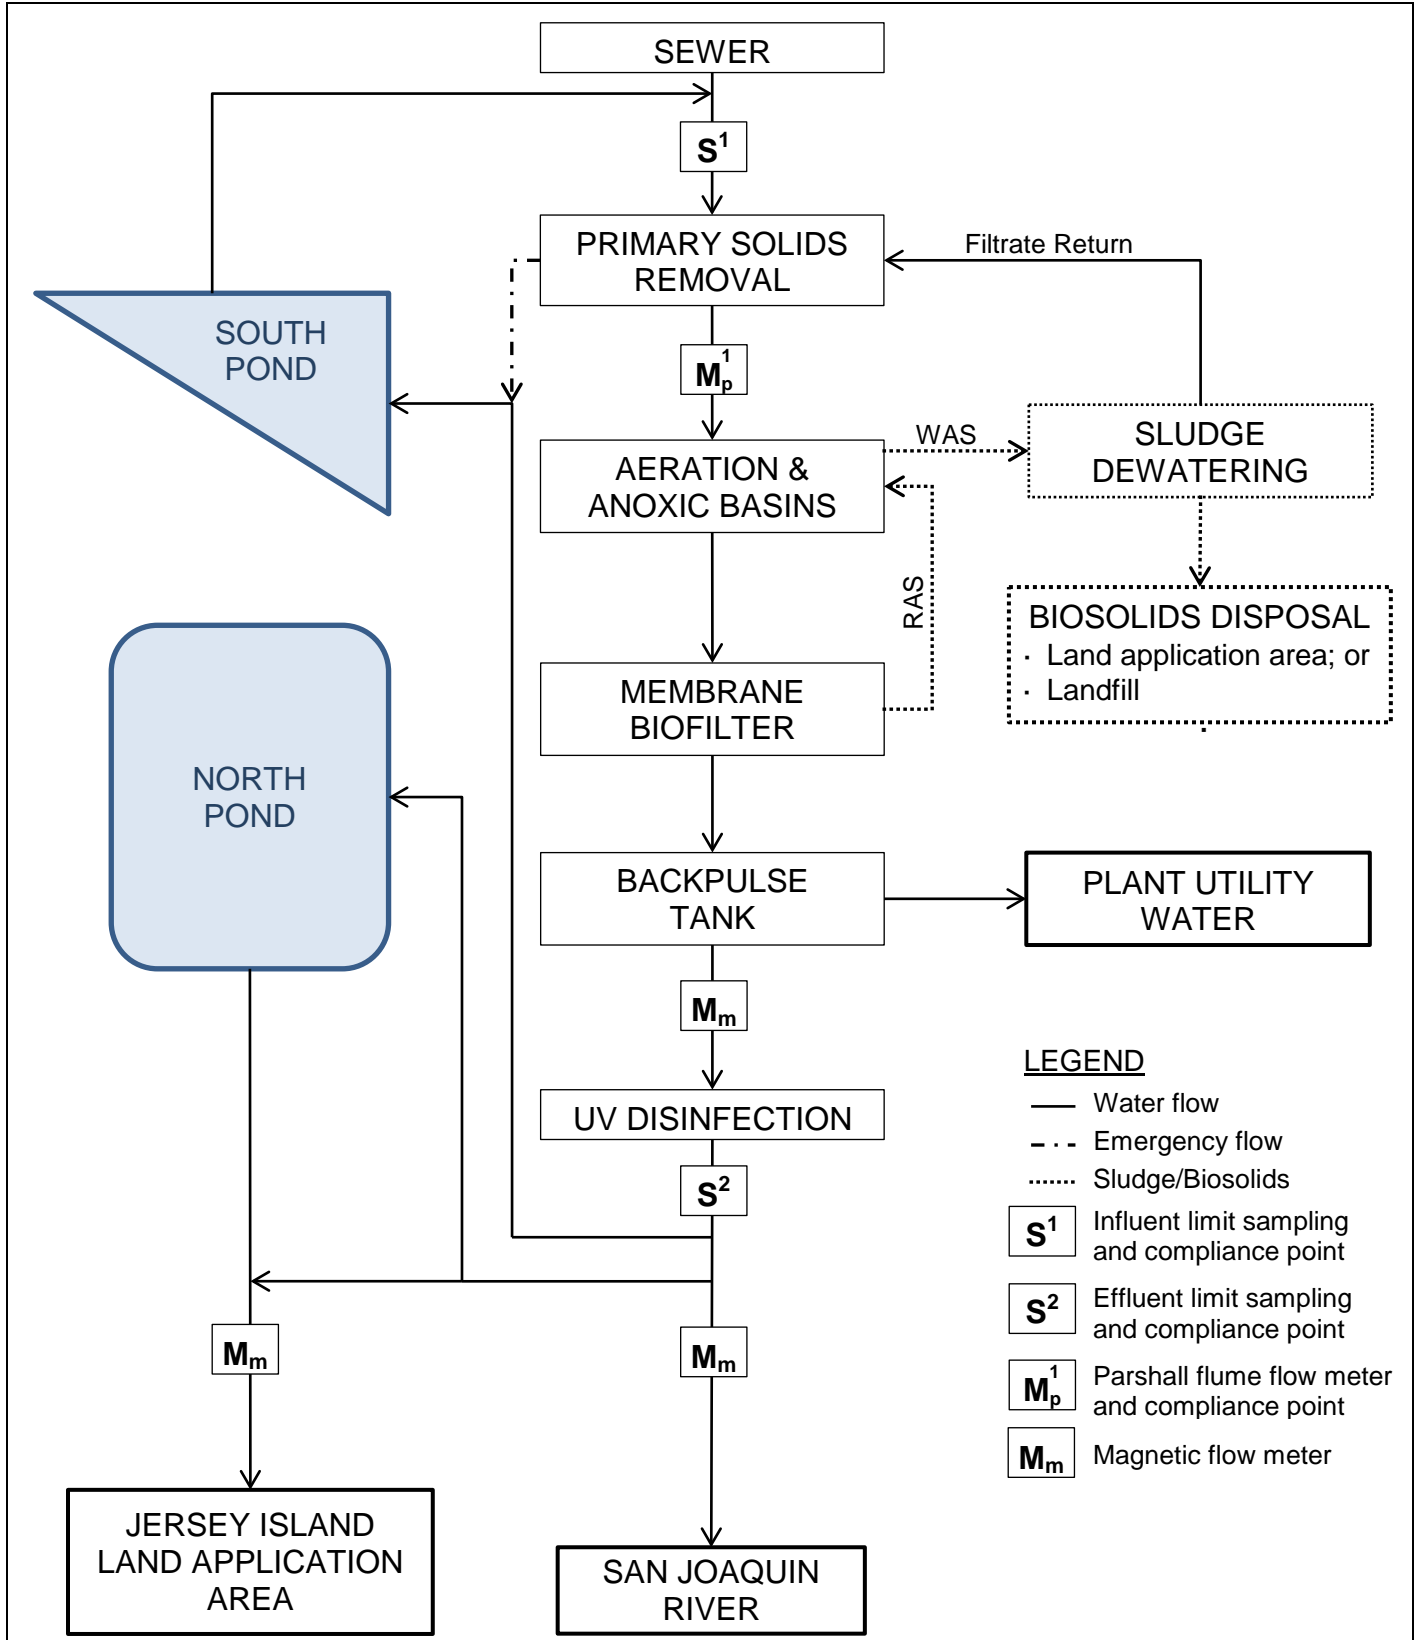 SEWER
S¹
PRIMARY SOLIDS
REMOVAL
Filtrate Return
SOUTH
POND
Mp¹
WAS
SLUDGE
DEWATERING
AERATION &
ANOXIC BASINS
RAS
BIOSOLIDS DISPOSAL
· Land application area; or
· Landfill
MEMBRANE
BIOFILTER
NORTH
POND
BACKPULSE
TANK
PLANT UTILITY
WATER
Mm
UV DISINFECTION
S²
Mm
Mm
JERSEY ISLAND
LAND APPLICATION
AREA
SAN JOAQUIN
RIVER
LEGEND
Water flow
Emergency flow
Sludge/Biosolids
S¹ Influent limit sampling
and compliance point
S² Effluent limit sampling
and compliance point
Mp¹ Parshall flume flow meter
and compliance point
Mm Magnetic flow meter